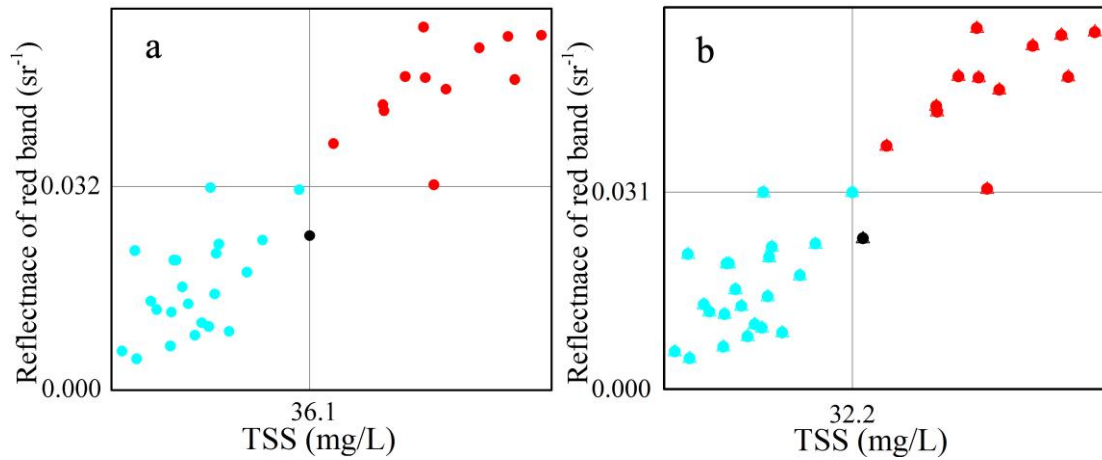 a
Reflectnace of red band (sr⁻¹)
0.032
0.000
36.1
TSS (mg/L)
b
Reflectnace of red band (sr⁻¹)
0.031
0.000
32.2
TSS (mg/L)